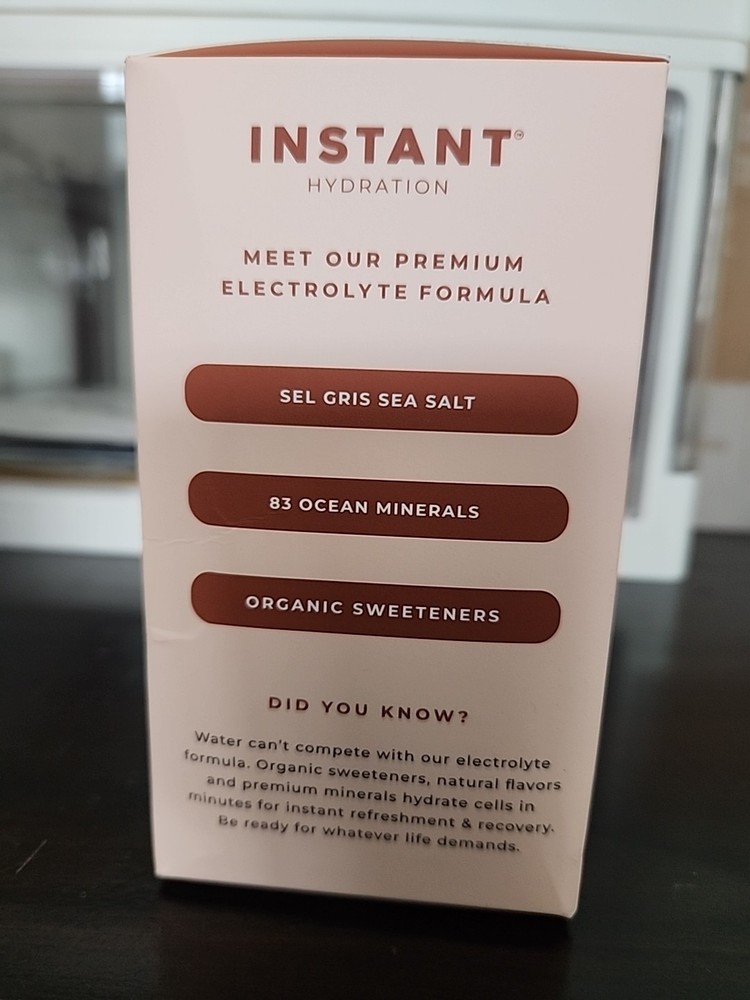 INSTANT™
HYDRATION
MEET OUR PREMIUM
ELECTROLYTE FORMULA
SEL GRIS SEA SALT
83 OCEAN MINERALS
ORGANIC SWEETENERS
DID YOU KNOW?
Water can't compete with our electrolyte
formula. Organic sweeteners, natural flavors
and premium minerals hydrate cells in
minutes for instant refreshment & recovery.
Be ready for whatever life demands.